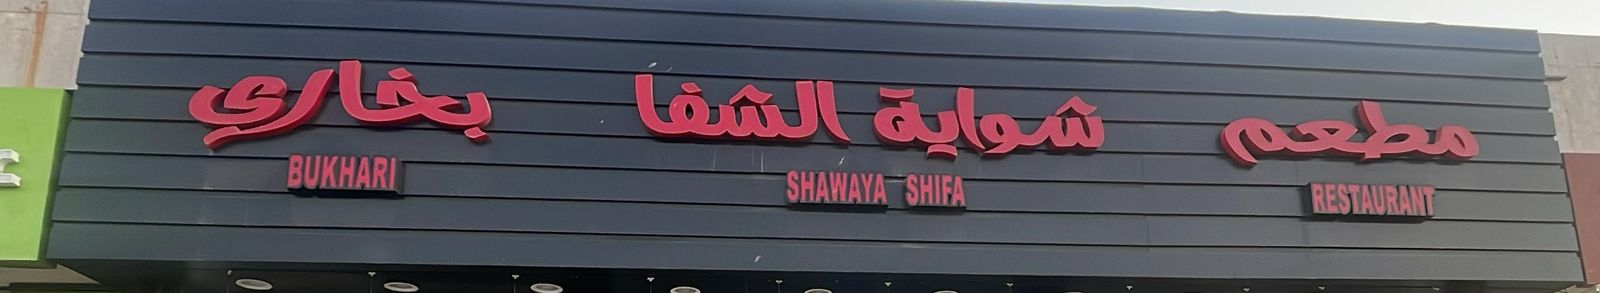 مطعم شواية الشفا بخاري
BUKHARI SHAWAYA SHIFA RESTAURANT